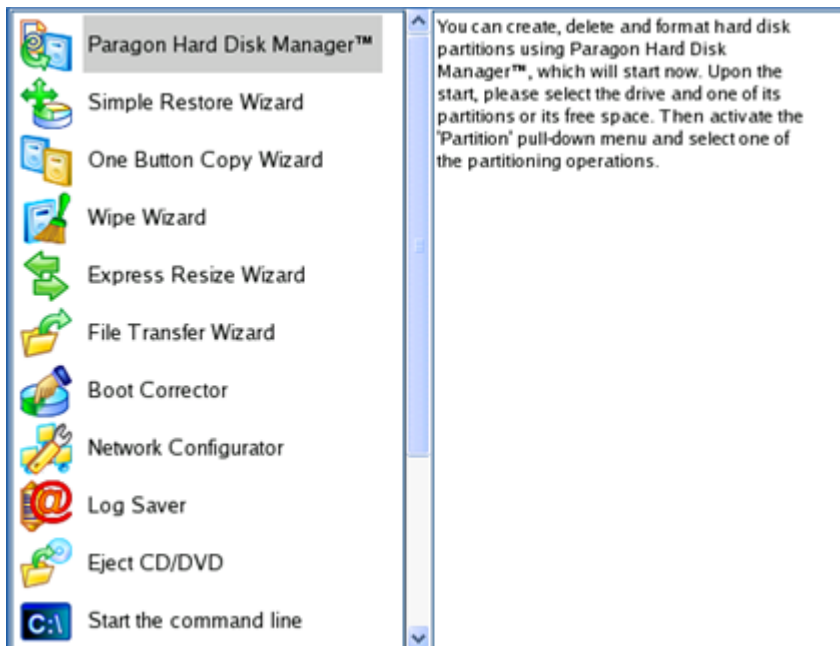 Paragon Hard Disk Manager™
Simple Restore Wizard
One Button Copy Wizard
Wipe Wizard
Express Resize Wizard
File Transfer Wizard
Boot Corrector
Network Configurator
Log Saver
Eject CD/DVD
C:\
Start the command line
You can create, delete and format hard disk
partitions using Paragon Hard Disk
Manager™, which will start now. Upon the
start, please select the drive and one of its
partitions or its free space. Then activate the
'Partition' pull-down menu and select one of
the partitioning operations.